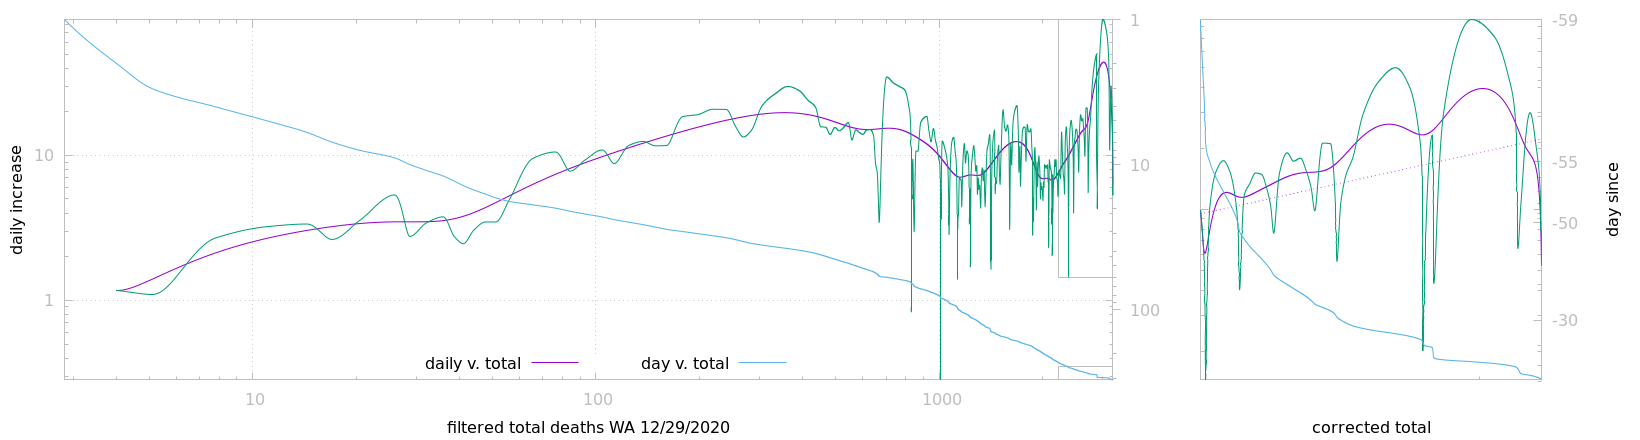 daily increase
10
1
daily v. total
day v. total
10
100
1000
filtered total deaths WA 12/29/2020
1
10
100
-59
-55
-50
-30
day since
corrected total